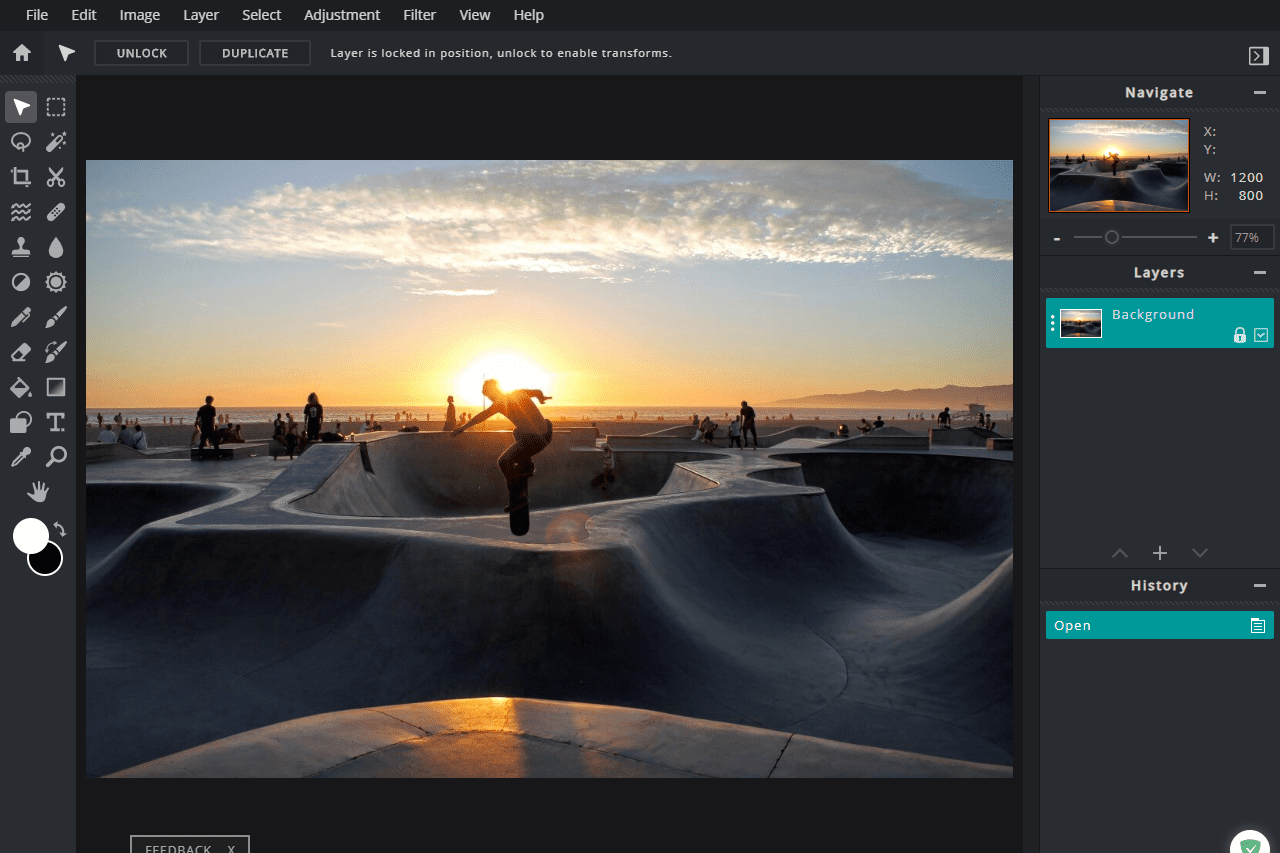 File Edit Image Layer Select Adjustment Filter View Help
UNLOCK DUPLICATE Layer is locked in position, unlock to enable transforms.
Navigate
X:
Y:
W: 1200
H: 800
- + 77%
Layers
Background
History
Open
FEEDBACK X